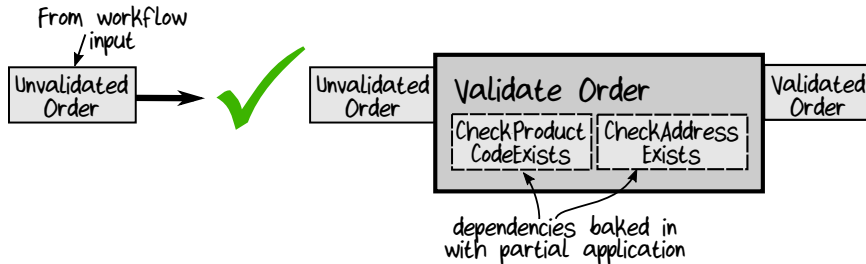 From workflow
input
Unvalidated
Order
Unvalidated
Order
Validate Order
CheckProduct
CodeExists
CheckAddress
Exists
Validated
Order
dependencies baked in
with partial application